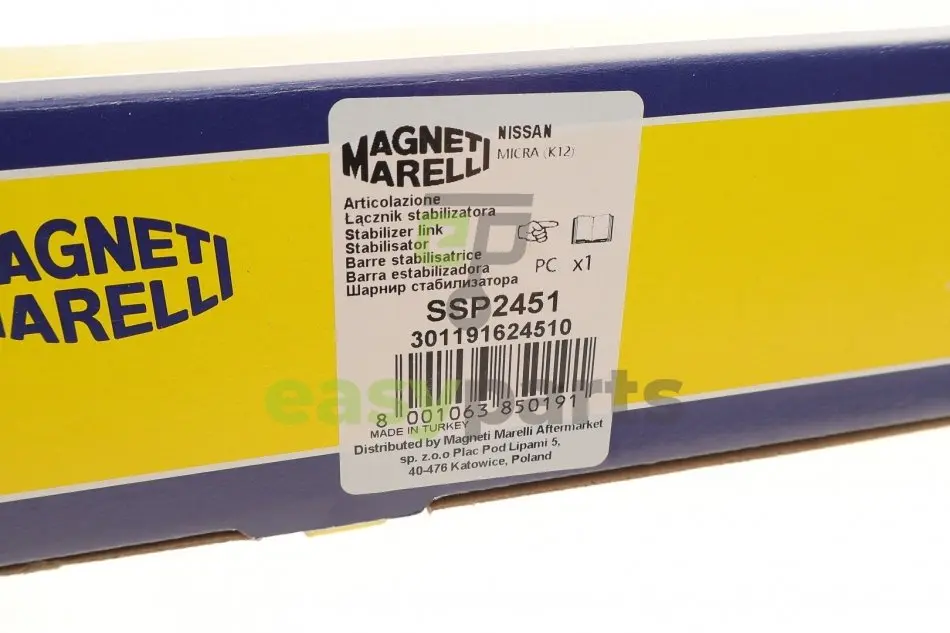 MAGNETI
MARELLI
NISSAN
MICRA (K12)
Articolazione
Łącznik stabilizatora
Stabilizer link
Stabilisator
Barre stabilisatrice
Barra estabilizadora
Шарнир стабилизатора
PC x1
SSP2451
301191624510
8 001063 850191
MADE IN TURKEY
Distributed by Magneti Marelli Aftermarket
sp. z.o.o Plac Pod Lipami 5,
40-476 Katowice, Poland
AGNETI
ARELLI
easyparts